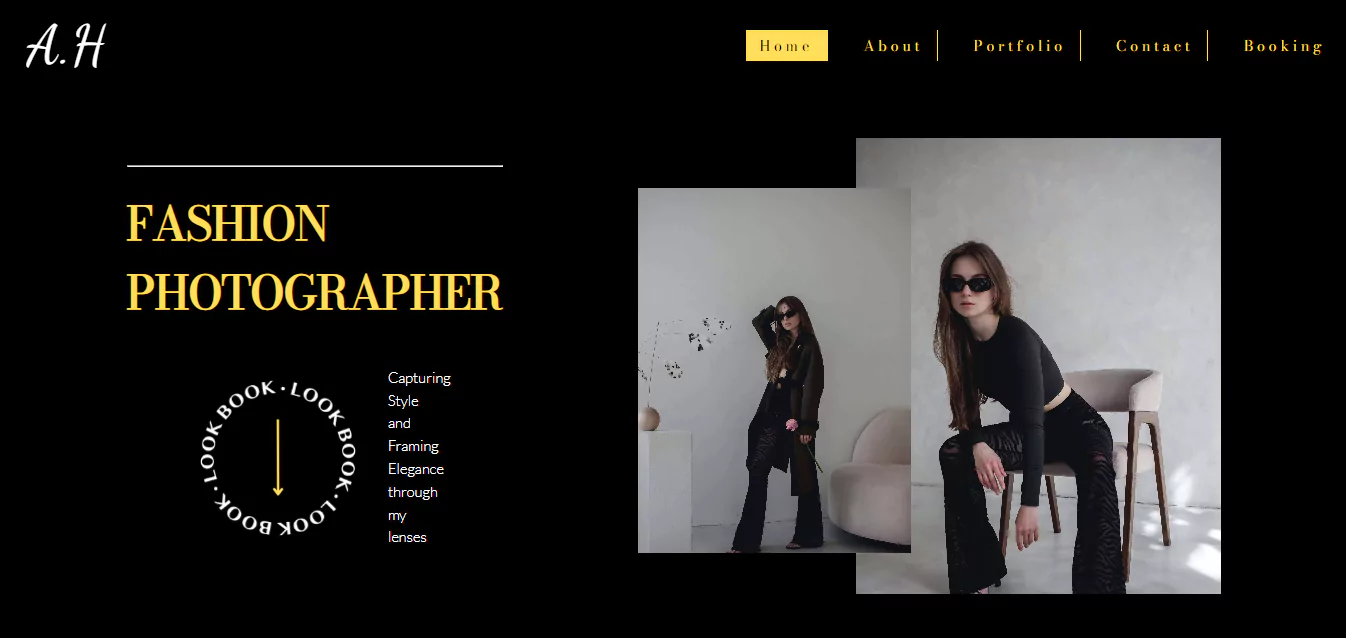 A.H
Home
About
Portfolio
Contact
Booking
FASHION
PHOTOGRAPHER
LOOK BOOK · LOOK BOOK · LOOK BOOK ·
Capturing
Style
and
Framing
Elegance
through
my
lenses